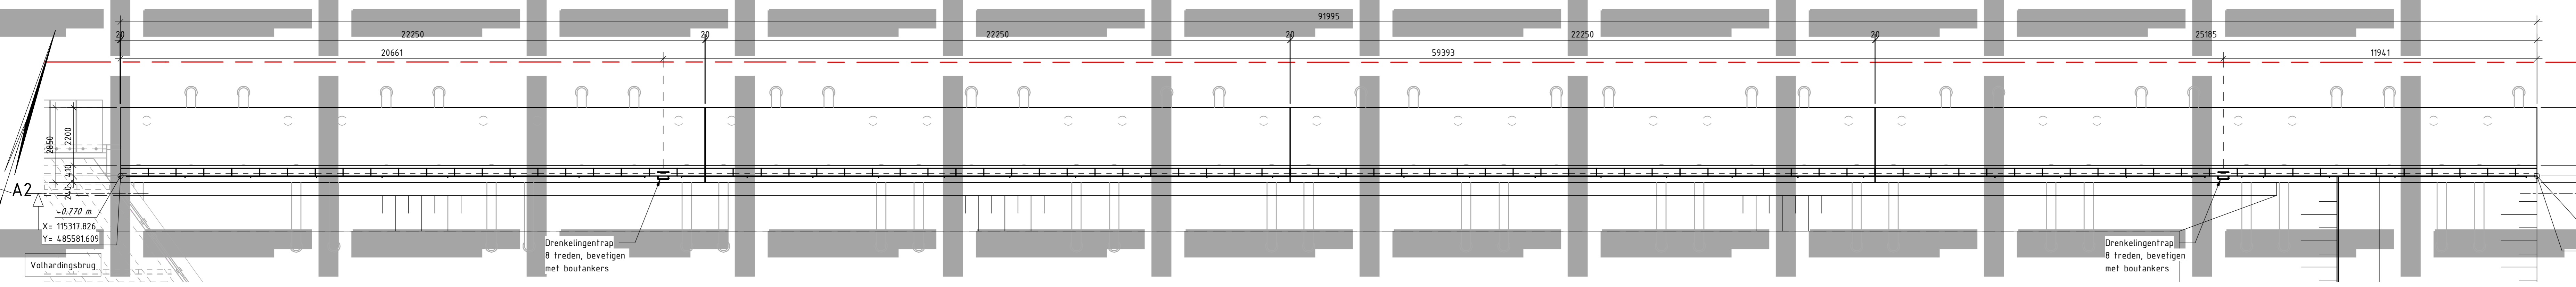 91995
20
22250
20
22250
20
22250
20
25185
20661
59393
11941
2850
2200
410
240
A2
-0.770 m
X= 115317.826
Y= 485581.609
Volhardingsbrug
Drenkelingentrap
8 treden, bevetigen
met boutankers
Drenkelingentrap
8 treden, bevetigen
met boutankers